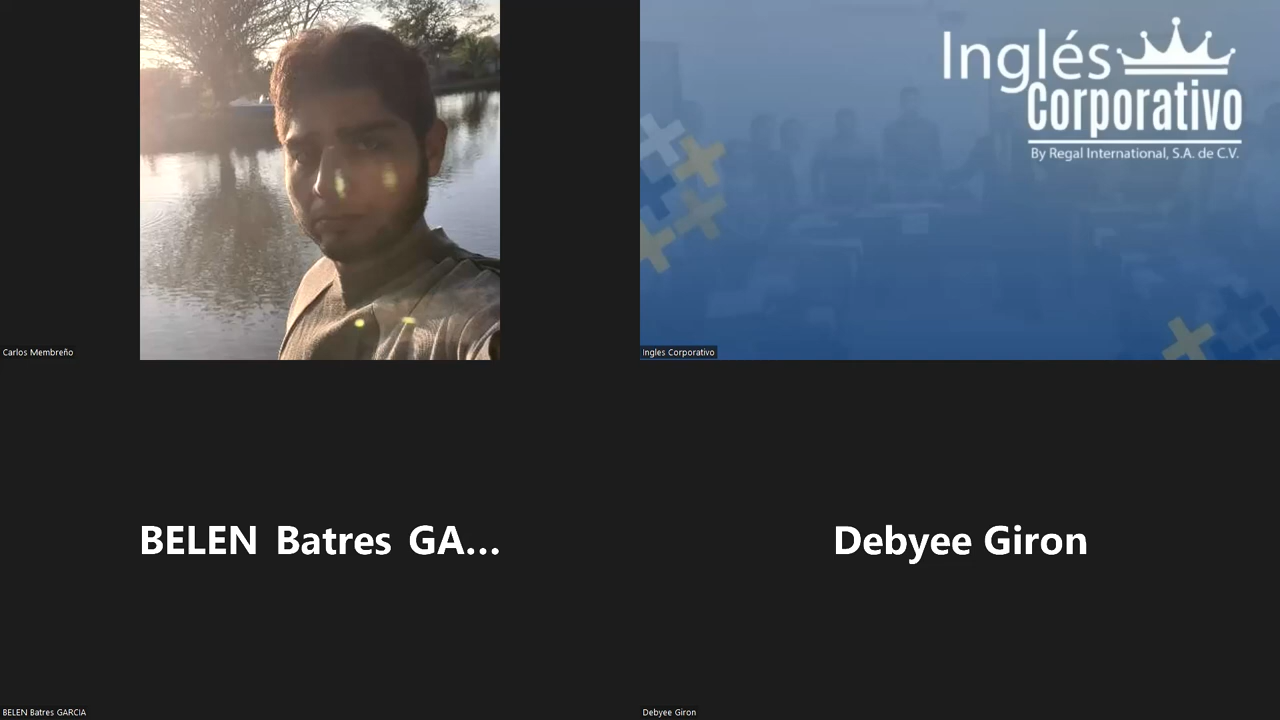 Inglés
Corporativo
By Regal International, S.A. de C.V.
Carlos Membreño
Ingles Corporativo
BELEN Batres GA...
Debyee Giron
BELEN Batres GARCIA
Debyee Giron